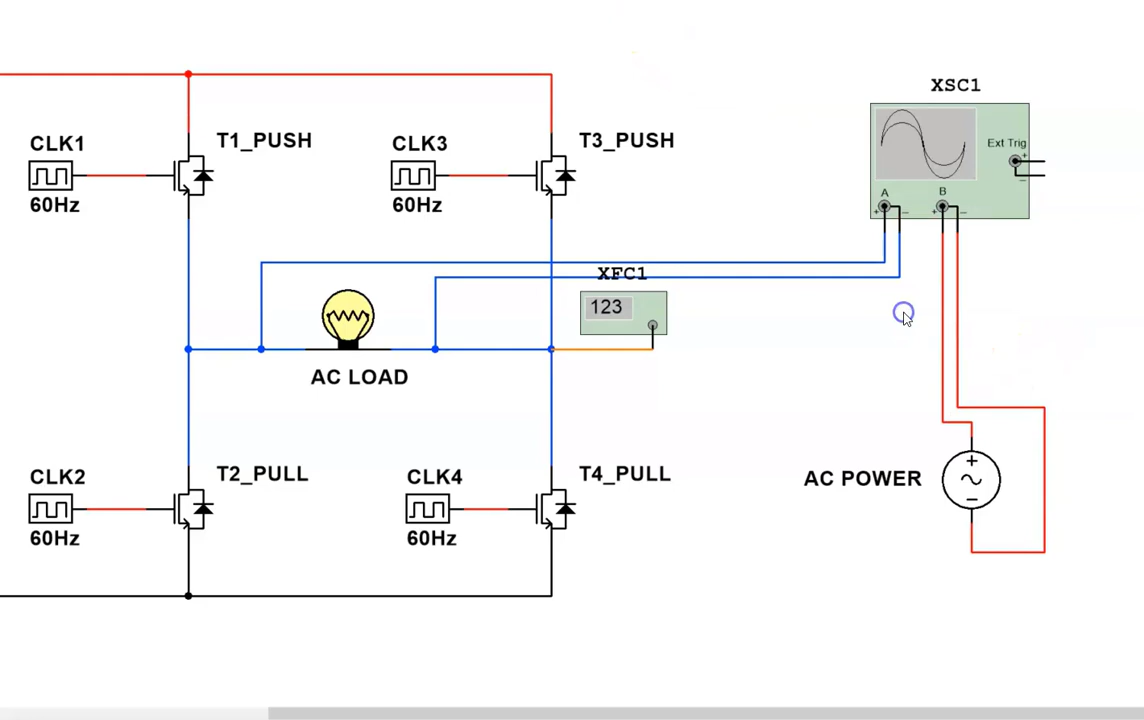 XSC1
Ext Trig
+
−
A
B
+
−
+
−
CLK1
T1_PUSH
60Hz
CLK3
T3_PUSH
60Hz
XFC1
123
AC LOAD
CLK2
T2_PULL
60Hz
CLK4
T4_PULL
60Hz
AC POWER
+
−